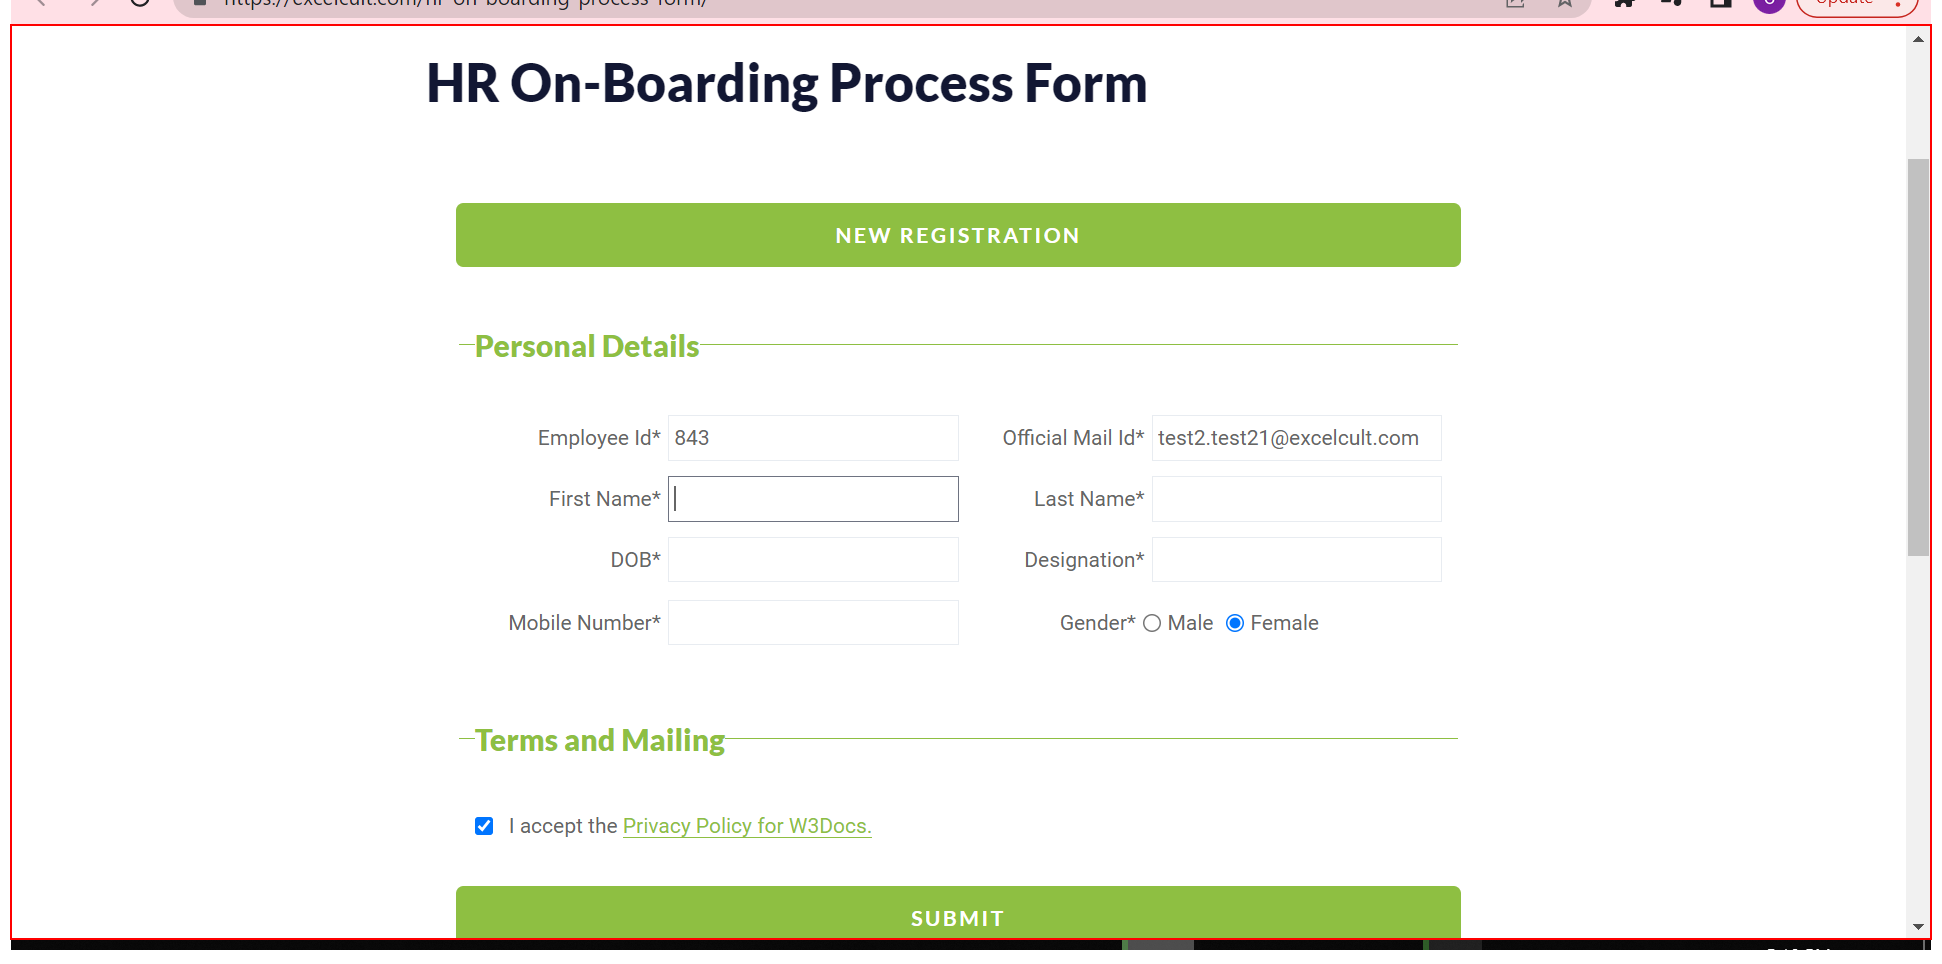 https://excelcult.com/hr-on-boarding-process-form/
Update
HR On-Boarding Process Form
NEW REGISTRATION
Personal Details
Employee Id* 843 Official Mail Id* test2.test21@excelcult.com
First Name* Last Name*
DOB* Designation*
Mobile Number* Gender* Male Female
Terms and Mailing
I accept the Privacy Policy for W3Docs.
SUBMIT